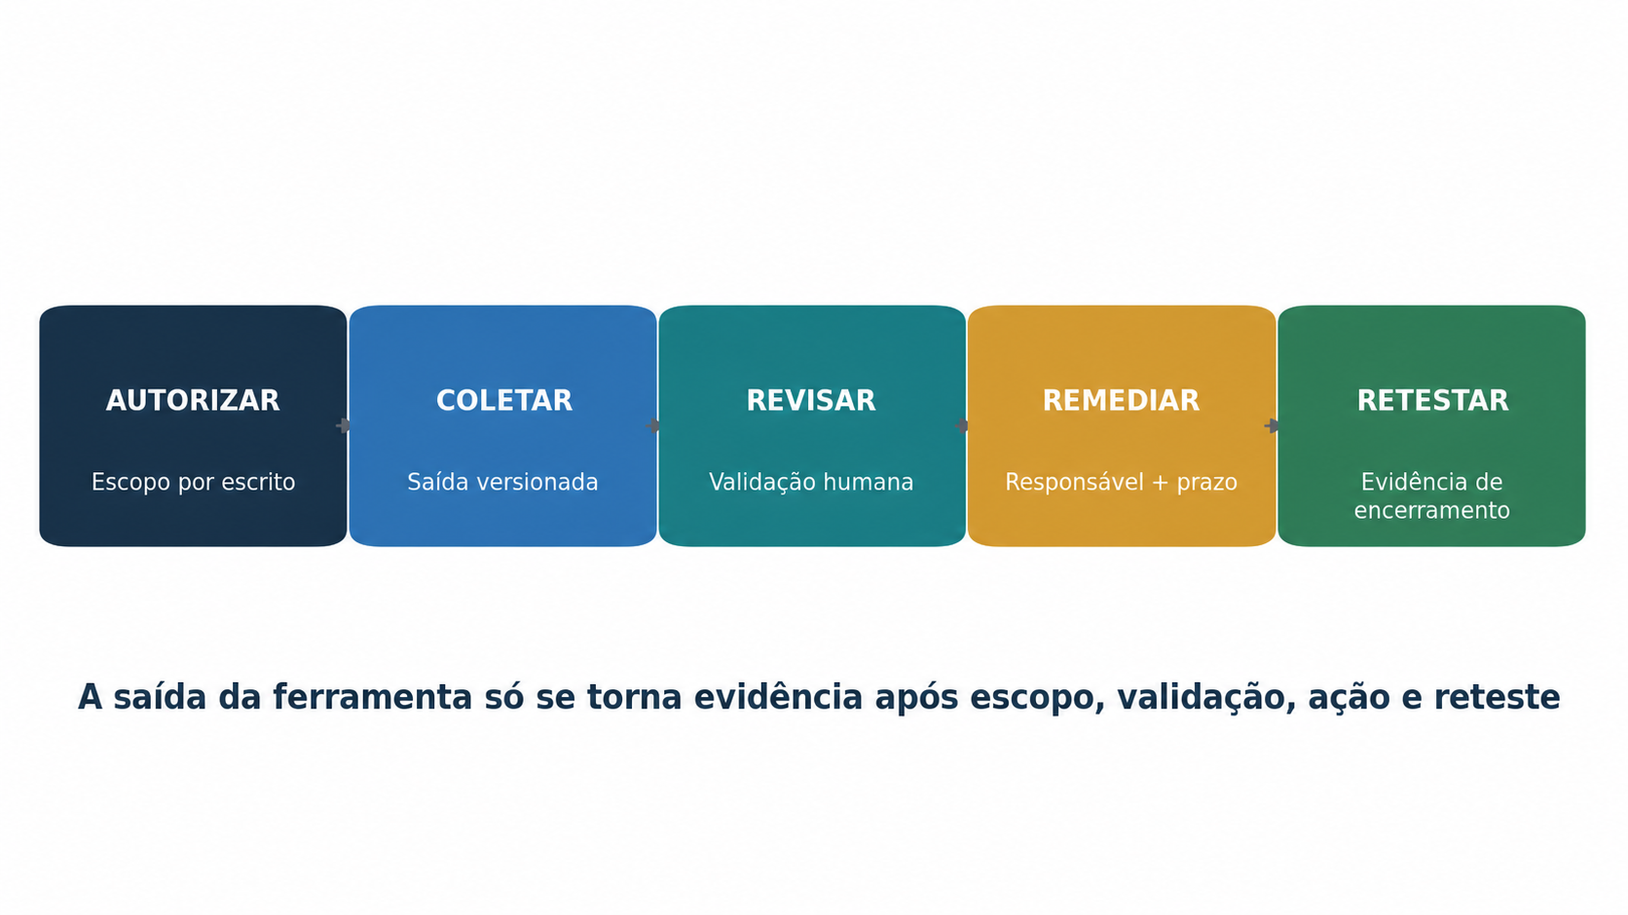 AUTORIZAR
Escopo por escrito
COLETAR
Saída versionada
REVISAR
Validação humana
REMEDIAR
Responsável + prazo
RETESTAR
Evidência de
encerramento
A saída da ferramenta só se torna evidência após escopo, validação, ação e reteste